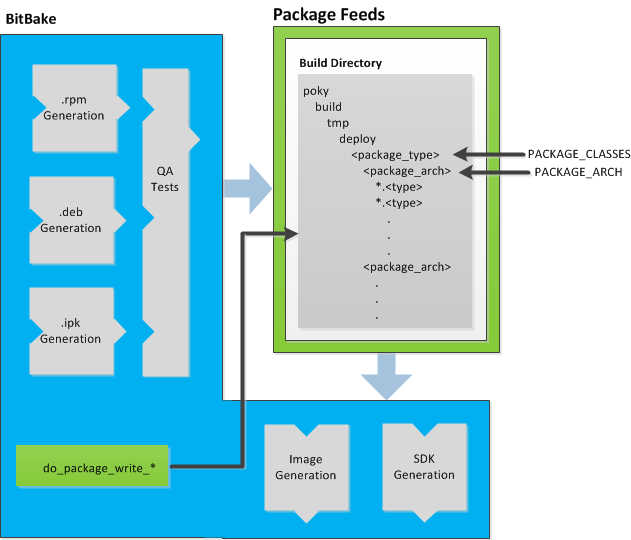 BitBake
.rpm
Generation
.deb
Generation
.ipk
Generation
QA
Tests
do_package_write_*
Package Feeds
Build Directory
poky
build
tmp
deploy
<package_type>
<package_arch>
*.<type>
*.<type>
.
.
.
<package_arch>
.
.
.
PACKAGE_CLASSES
PACKAGE_ARCH
Image
Generation
SDK
Generation